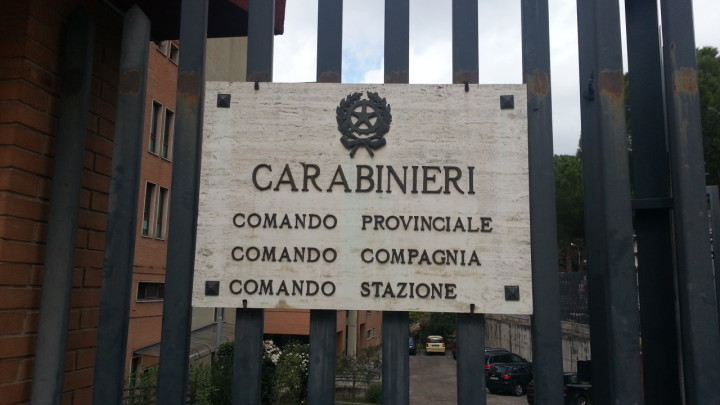 CARABINIERI
COMANDO PROVINCIALE
COMANDO COMPAGNIA
COMANDO STAZIONE